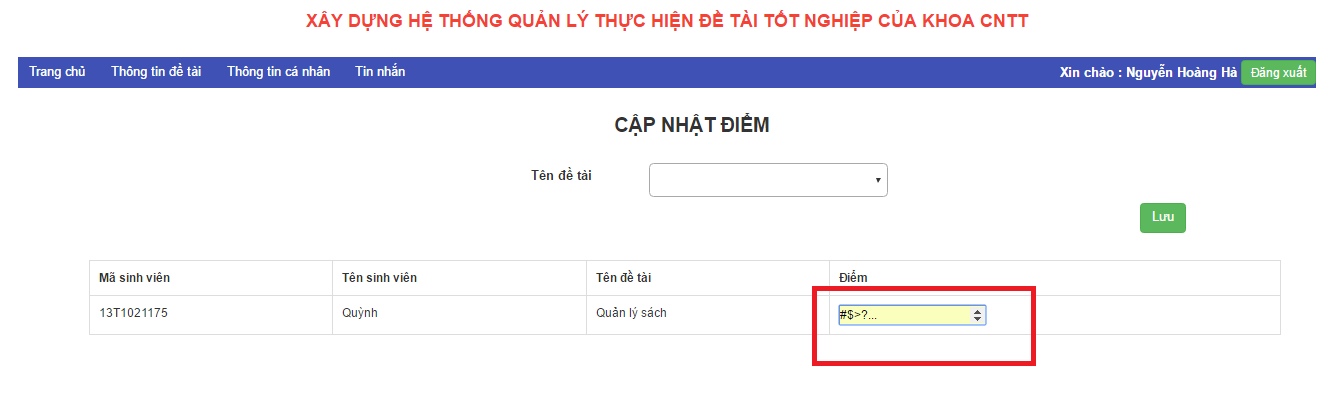 XÂY DỰNG HỆ THỐNG QUẢN LÝ THỰC HIỆN ĐỀ TÀI TỐT NGHIỆP CỦA KHOA CNTT
Trang chủ Thông tin đề tài Thông tin cá nhân Tin nhắn Xin chào : Nguyễn Hoàng Hà Đăng xuất
CẬP NHẬT ĐIỂM
Tên đề tài
Lưu
Mã sinh viên Tên sinh viên Tên đề tài Điểm
13T1021175 Quỳnh Quản lý sách #$>?...